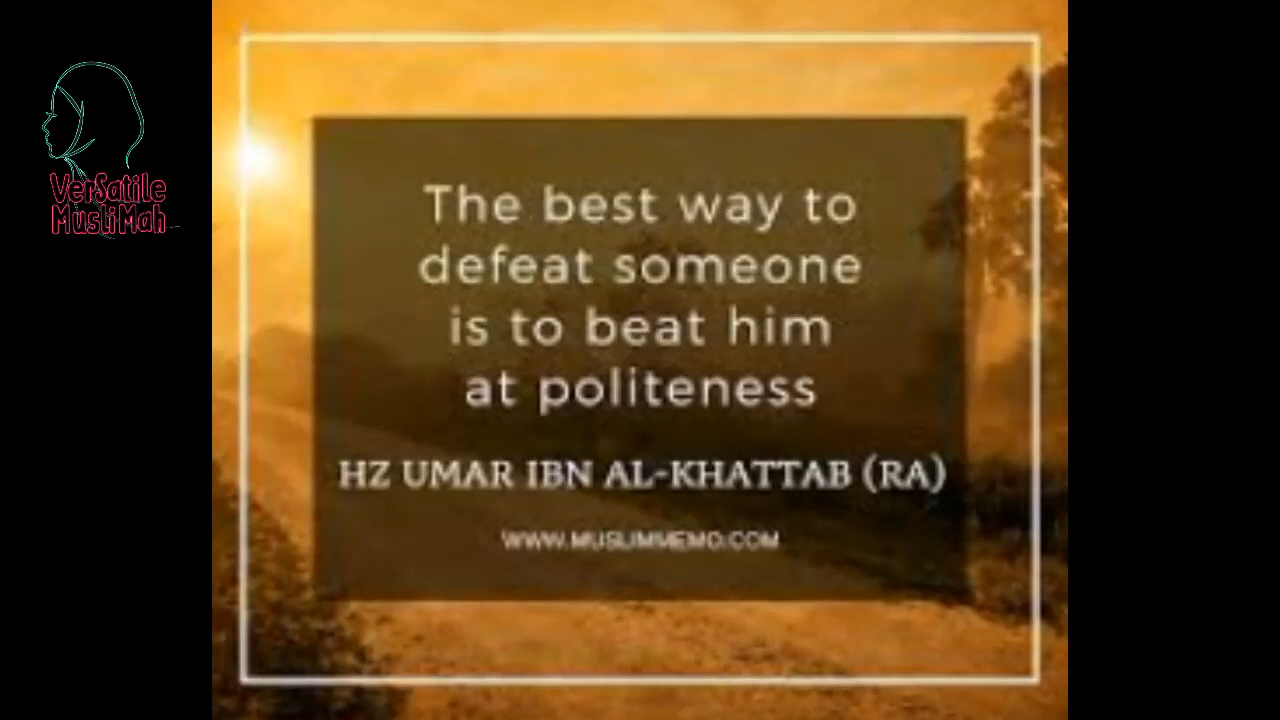 VerSatile
MusliMah
The best way to
defeat someone
is to beat him
at politeness
HZ UMAR IBN AL-KHATTAB (RA)
WWW.MUSLIMMEMO.COM